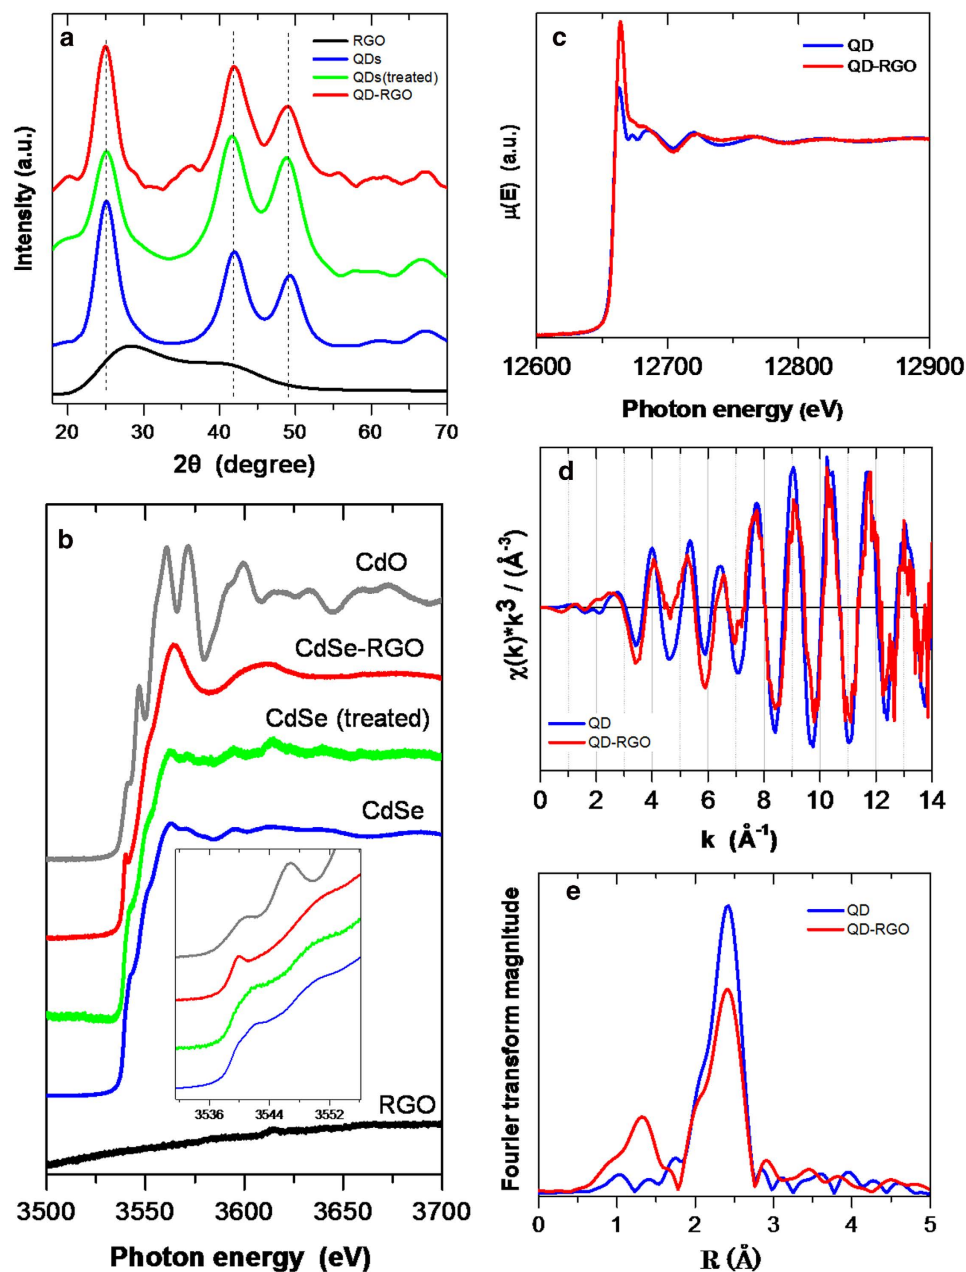 a
RGO
QDs
QDs(treated)
QD-RGO
Intensity (a.u.)
20 30 40 50 60 70
2θ (degree)
b
CdO
CdSe-RGO
CdSe (treated)
CdSe
3536 3544 3552
RGO
3500 3550 3600 3650 3700
Photon energy (eV)
c
QD
QD-RGO
μ(E) (a.u.)
12600 12700 12800 12900
Photon energy (eV)
d
χ(k)*k³ / (Å⁻³)
QD
QD-RGO
0 2 4 6 8 10 12 14
k (Å⁻¹)
e
QD
QD-RGO
Fourier transform magnitude
0 1 2 3 4 5
R (Å)